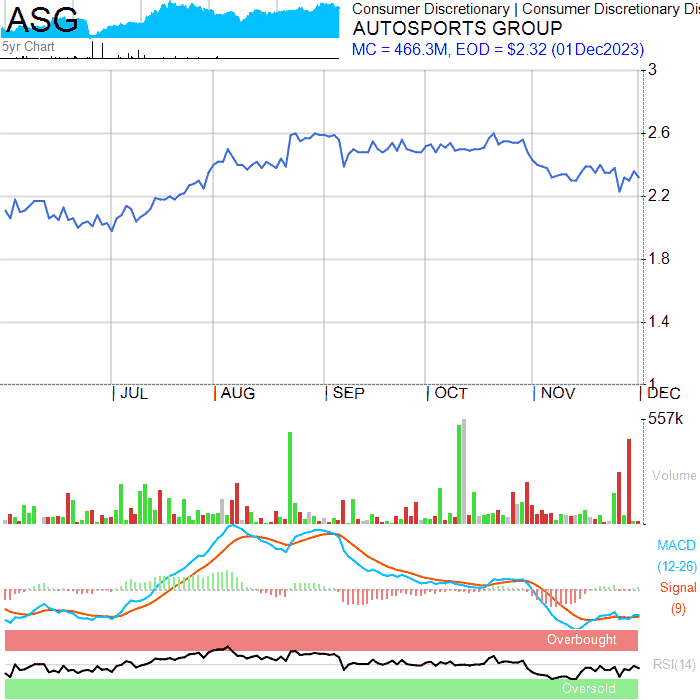 ASG
5yr Chart
Consumer Discretionary | Consumer Discretionary Dis
AUTOSPORTS GROUP
MC = 466.3M, EOD = $2.32 (01Dec2023)
3
2.6
2.2
1.8
1.4
1
JUL AUG SEP OCT NOV DEC
557k
Volume
MACD
(12-26)
Signal
(9)
Overbought
RSI(14)
Oversold